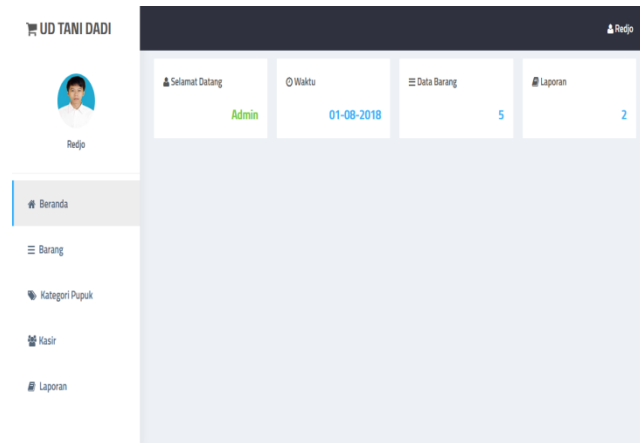 UD TANI DADI
Redjo
Redjo
Beranda
Barang
Kategori Pupuk
Kasir
Laporan
Selamat Datang
Admin
Waktu
01-08-2018
Data Barang
5
Laporan
2